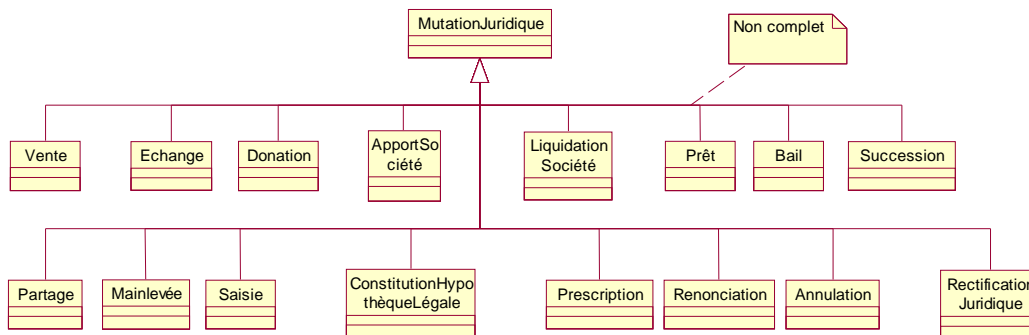 MutationJuridique
Non complet
Vente
Echange
Donation
ApportSo
ciété
Liquidation
Société
Prêt
Bail
Succession
Partage
Mainlevée
Saisie
ConstitutionHypo
thèqueLégale
Prescription
Renonciation
Annulation
Rectification
Juridique